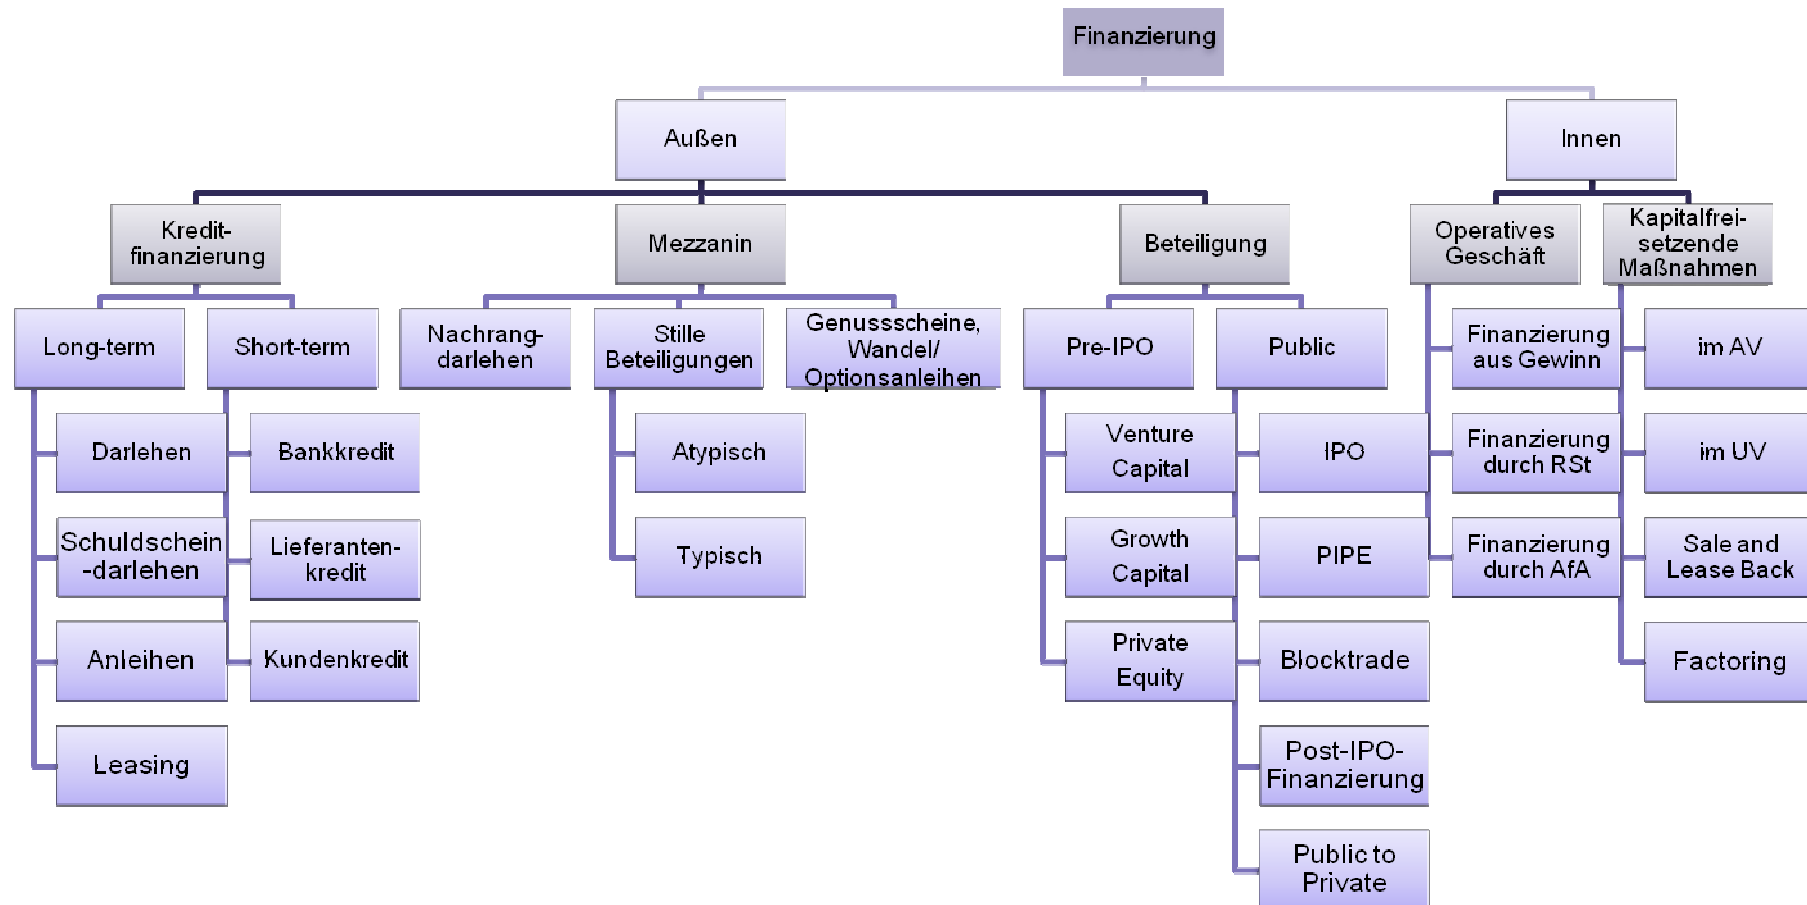 Finanzierung
Außen
Innen
Kredit-
finanzierung
Mezzanin
Beteiligung
Operatives
Geschäft
Kapitalfrei-
setzende
Maßnahmen
Long-term
Short-term
Nachrang-
darlehen
Stille
Beteiligungen
Genussscheine,
Wandel/
Optionsanleihen
Pre-IPO
Public
Finanzierung
aus Gewinn
im AV
Darlehen
Bankkredit
Atypisch
Venture
Capital
IPO
Finanzierung
durch RSt
im UV
Schuldschein
-darlehen
Lieferanten-
kredit
Typisch
Growth
Capital
PIPE
Finanzierung
durch AfA
Sale and
Lease Back
Anleihen
Kundenkredit
Private
Equity
Blocktrade
Factoring
Leasing
Post-IPO-
Finanzierung
Public to
Private